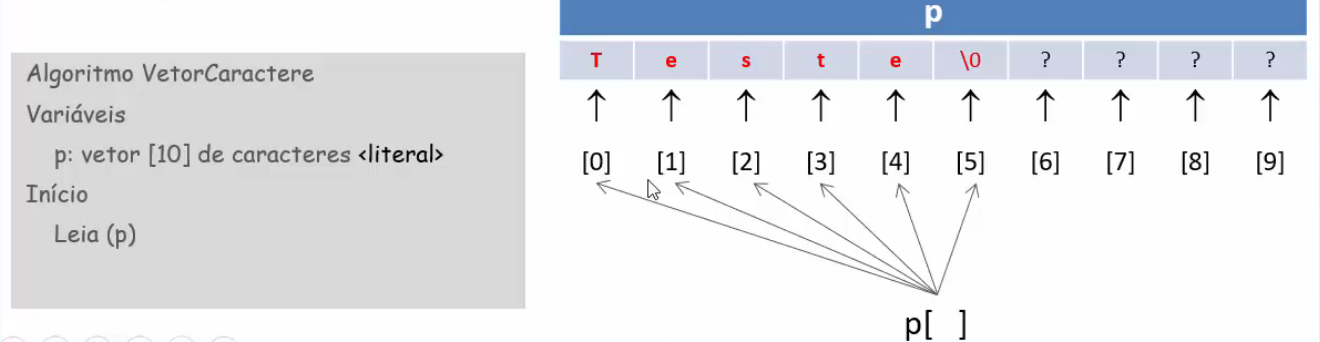 Algoritmo VetorCaractere
Variáveis
p: vetor [10] de caracteres <literal>
Início
Leia (p)
p
T e s t e \0 ? ? ? ?
[0] [1] [2] [3] [4] [5] [6] [7] [8] [9]
p[ ]